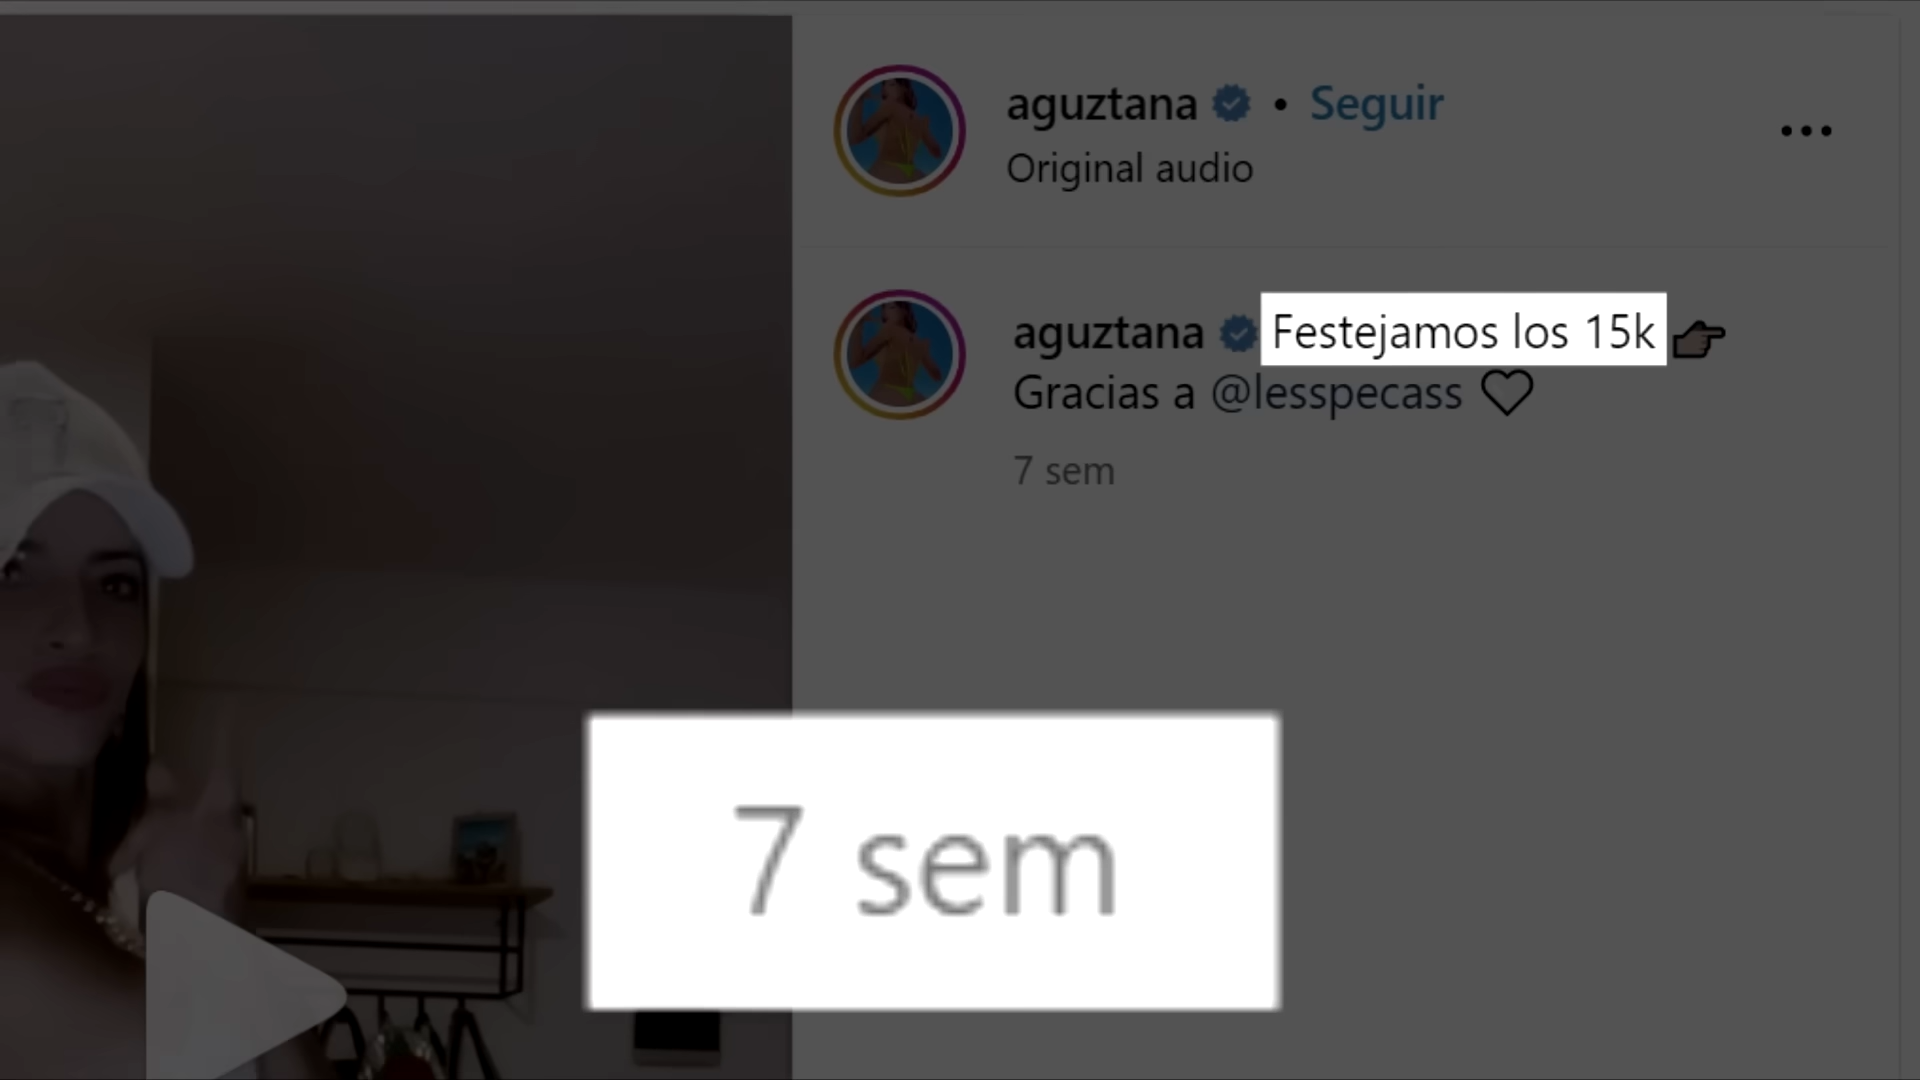 aguztana • Seguir
Original audio
aguztana Festejamos los 15k
Gracias a @lesspecass
7 sem
7 sem